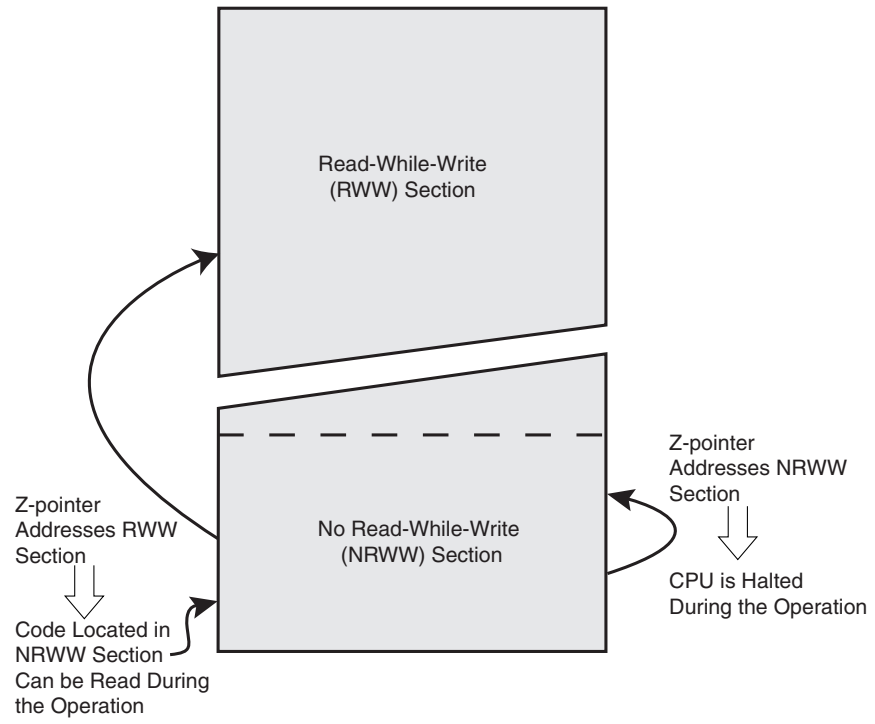 Read-While-Write
(RWW) Section
Z-pointer
Addresses NRWW
Section
Z-pointer
Addresses RWW
Section
No Read-While-Write
(NRWW) Section
CPU is Halted
During the Operation
Code Located in
NRWW Section
Can be Read During
the Operation